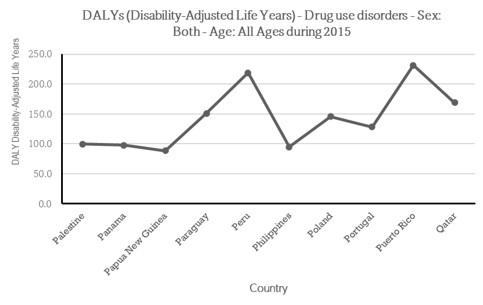 DALYs (Disability-Adjusted Life Years) - Drug use disorders - Sex:
Both - Age: All Ages during 2015
DALY Disability-Adjusted Life Years
250.0
200.0
150.0
100.0
50.0
0.0
Palestine
Panama
Papua New Guinea
Paraguay
Peru
Philippines
Poland
Portugal
Puerto Rico
Qatar
Country